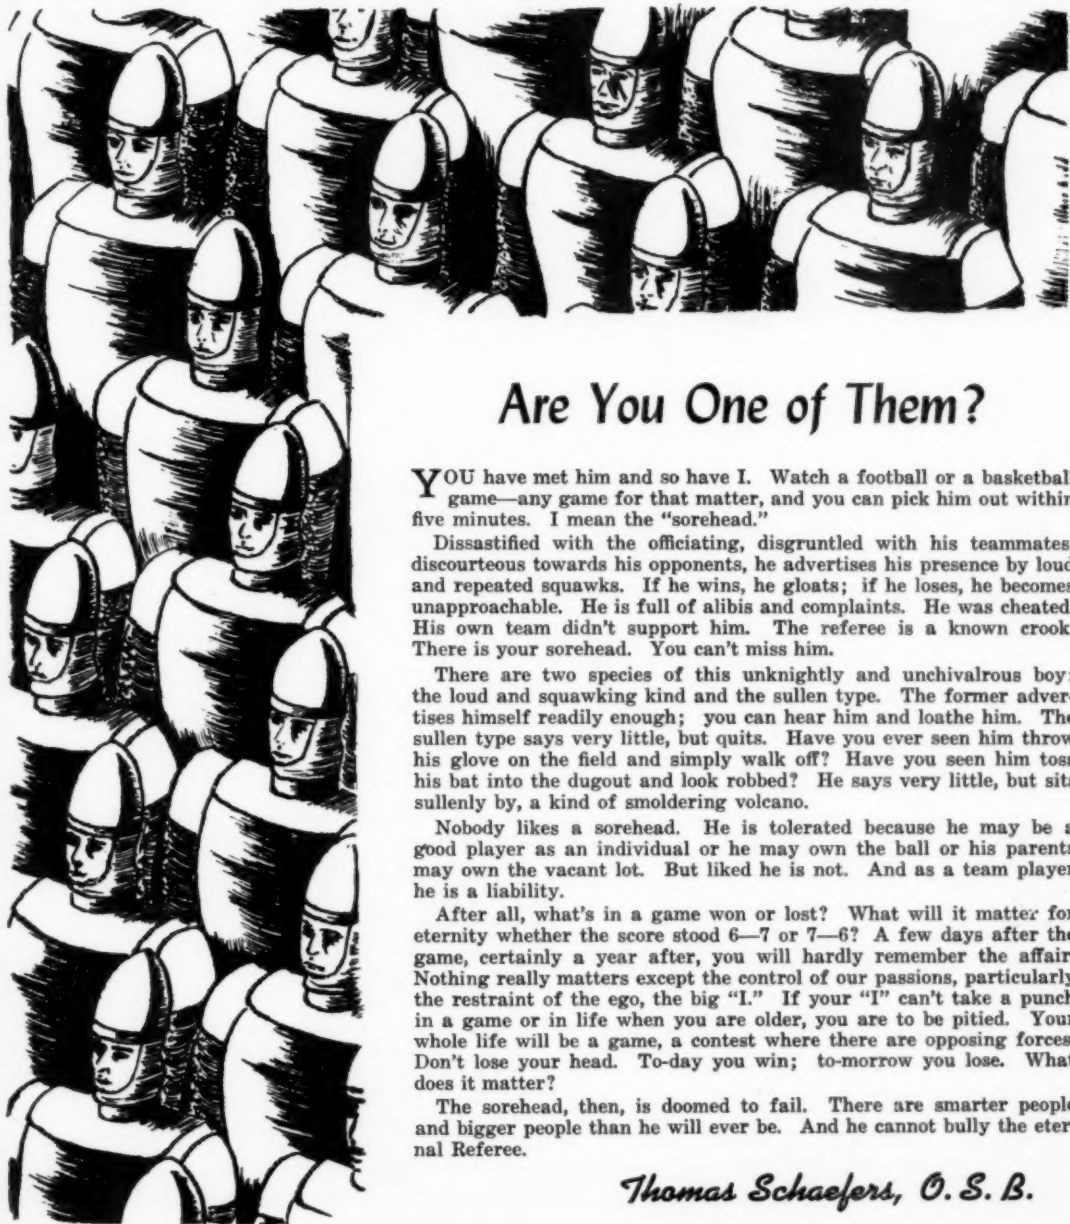 Are You One of Them?
YOU have met him and so have I. Watch a football or a basketball
game—any game for that matter, and you can pick him out within
five minutes. I mean the "sorehead."
Dissastified with the officiating, disgruntled with his teammates
discourteous towards his opponents, he advertises his presence by loud
and repeated squawks. If he wins, he gloats; if he loses, he becomes
unapproachable. He is full of alibis and complaints. He was cheated
His own team didn't support him. The referee is a known crook
There is your sorehead. You can't miss him.
There are two species of this unknightly and unchivalrous boy:
the loud and squawking kind and the sullen type. The former adver-
tises himself readily enough; you can hear him and loathe him. The
sullen type says very little, but quits. Have you ever seen him throw
his glove on the field and simply walk off? Have you seen him toss
his bat into the dugout and look robbed? He says very little, but sits
sullenly by, a kind of smoldering volcano.
Nobody likes a sorehead. He is tolerated because he may be a
good player as an individual or he may own the ball or his parents
may own the vacant lot. But liked he is not. And as a team player
he is a liability.
After all, what's in a game won or lost? What will it matter for
eternity whether the score stood 6—7 or 7—6? A few days after the
game, certainly a year after, you will hardly remember the affair
Nothing really matters except the control of our passions, particularly
the restraint of the ego, the big "I." If your "I" can't take a punch
in a game or in life when you are older, you are to be pitied. Your
whole life will be a game, a contest where there are opposing forces
Don't lose your head. To-day you win; to-morrow you lose. What
does it matter?
The sorehead, then, is doomed to fail. There are smarter people
and bigger people than he will ever be. And he cannot bully the eter-
nal Referee.
Thomas Schaefers, O. S. B.